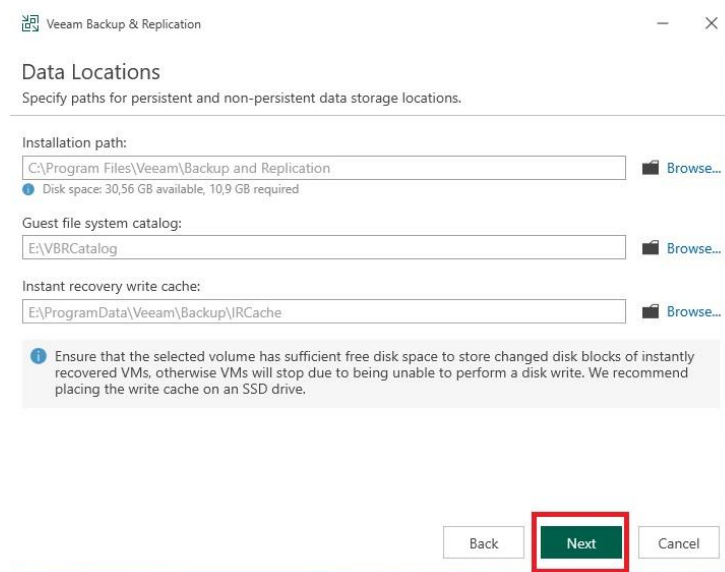 Veeam Backup & Replication
Data Locations
Specify paths for persistent and non-persistent data storage locations.
Installation path:
C:\Program Files\Veeam\Backup and Replication Browse...
Disk space: 30,56 GB available, 10,9 GB required
Guest file system catalog:
E:\VBRCatalog Browse...
Instant recovery write cache:
E:\ProgramData\Veeam\Backup\IRCache Browse...
Ensure that the selected volume has sufficient free disk space to store changed disk blocks of instantly
recovered VMs, otherwise VMs will stop due to being unable to perform a disk write. We recommend
placing the write cache on an SSD drive.
Back Next Cancel